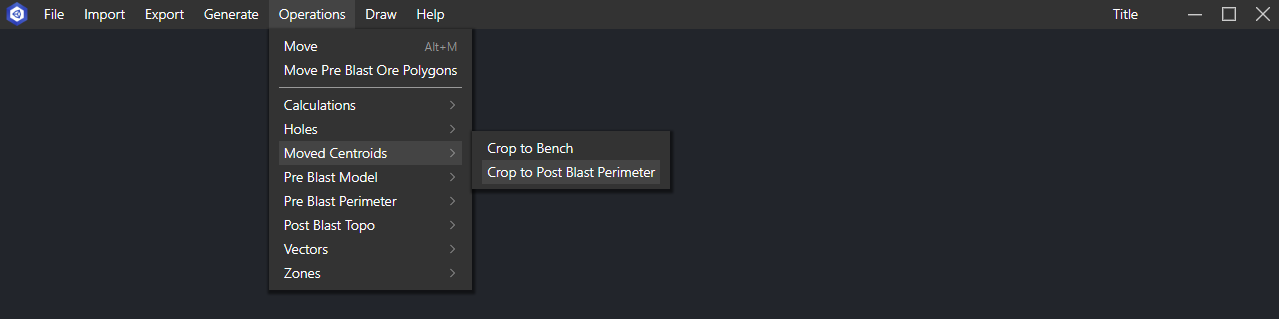 File Import Export Generate Operations Draw Help Title
Move Alt+M
Move Pre Blast Ore Polygons
Calculations
Holes
Moved Centroids
Pre Blast Model
Pre Blast Perimeter
Post Blast Topo
Vectors
Zones
Crop to Bench
Crop to Post Blast Perimeter